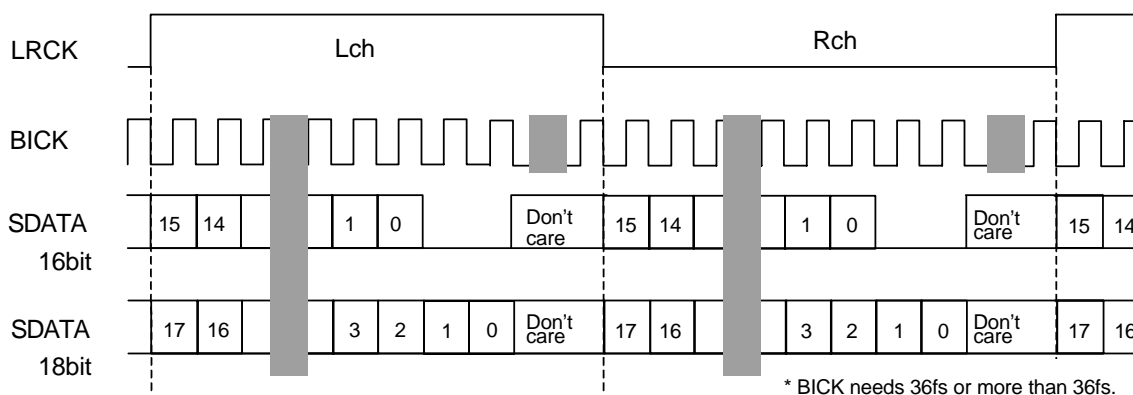 LRCK
Lch
Rch
BICK
SDATA
16bit
15 14 1 0 Don't care 15 14 1 0 Don't care 15 14
SDATA
18bit
17 16 3 2 1 0 Don't care 17 16 3 2 1 0 Don't care 17 16
* BICK needs 36fs or more than 36fs.